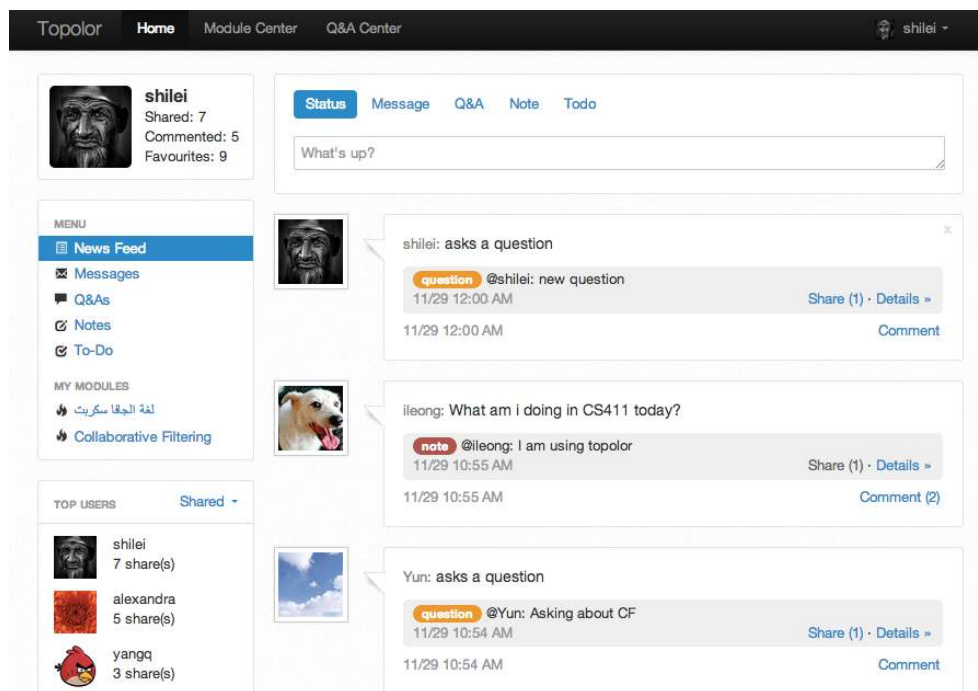 Topolor Home Module Center Q&A Center shilei
shilei
Shared: 7
Commented: 5
Favourites: 9
MENU
News Feed
Messages
Q&As
Notes
To-Do
MY MODULES
لغة الجافا سكربت
Collaborative Filtering
TOP USERS Shared
shilei
7 share(s)
alexandra
5 share(s)
yangq
3 share(s)
Status Message Q&A Note Todo
What's up?
shilei: asks a question x
question @shilei: new question
11/29 12:00 AM Share (1) · Details »
11/29 12:00 AM Comment
ileong: What am i doing in CS411 today?
note @ileong: I am using topolor
11/29 10:55 AM Share (1) · Details »
11/29 10:55 AM Comment (2)
Yun: asks a question
question @Yun: Asking about CF
11/29 10:54 AM Share (1) · Details »
11/29 10:54 AM Comment